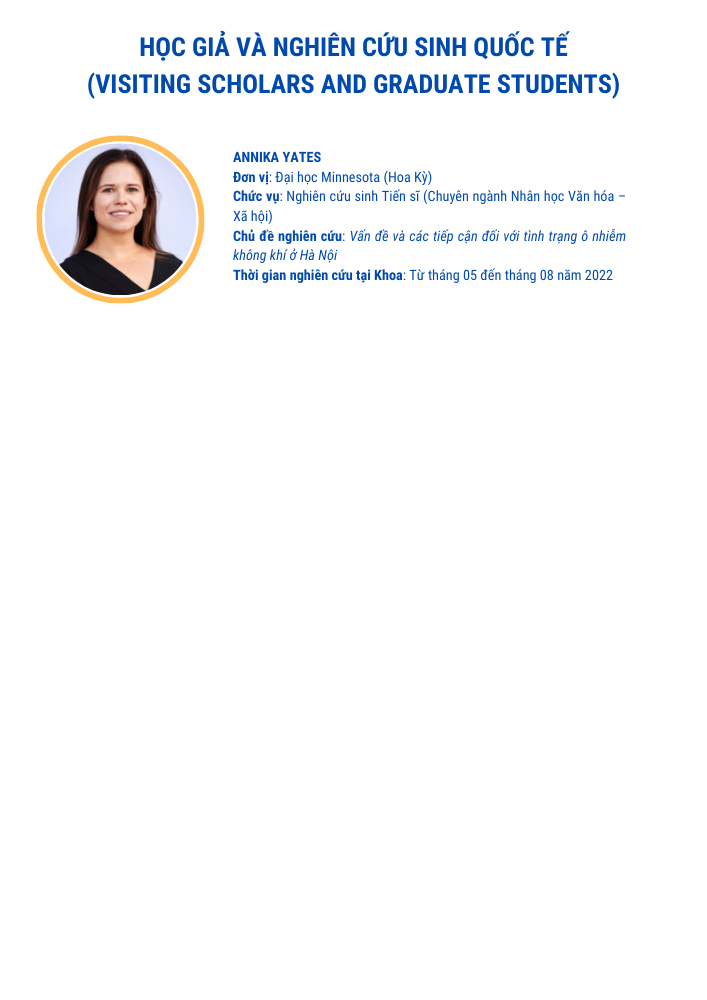 HỌC GIẢ VÀ NGHIÊN CỨU SINH QUỐC TẾ
(VISITING SCHOLARS AND GRADUATE STUDENTS)
ANNIKA YATES
Đơn vị: Đại học Minnesota (Hoa Kỳ)
Chức vụ: Nghiên cứu sinh Tiến sĩ (Chuyên ngành Nhân học Văn hóa –
Xã hội)
Chủ đề nghiên cứu: Vấn đề và các tiếp cận đối với tình trạng ô nhiễm
không khí ở Hà Nội
Thời gian nghiên cứu tại Khoa: Từ tháng 05 đến tháng 08 năm 2022